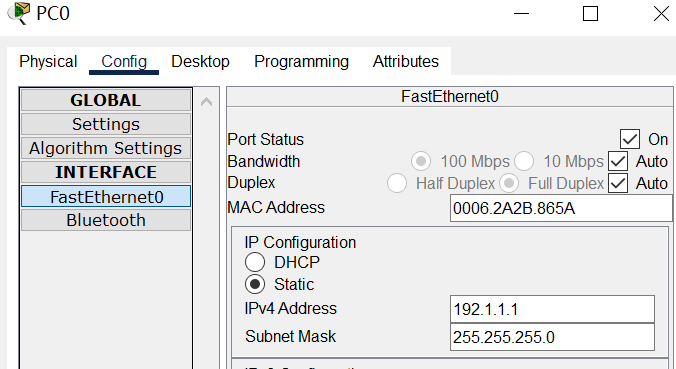 PC0
Physical Config Desktop Programming Attributes
GLOBAL
Settings
Algorithm Settings
INTERFACE
FastEthernet0
Bluetooth
FastEthernet0
Port Status On
Bandwidth 100 Mbps 10 Mbps Auto
Duplex Half Duplex Full Duplex Auto
MAC Address 0006.2A2B.865A
IP Configuration
DHCP
Static
IPv4 Address 192.1.1.1
Subnet Mask 255.255.255.0